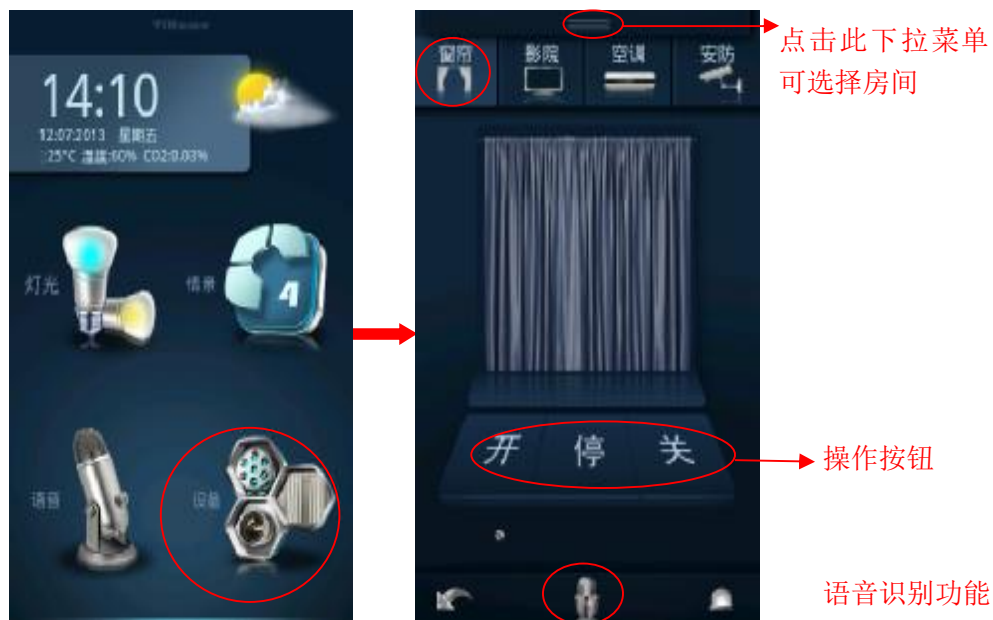 14:10
12:07:2013 星期五
25°C 湿度:60% CO2:0.03%
灯光
情景
4
语音
设备
窗帘
影院
空调
安防
开 停 关
点击此下拉菜单
可选择房间
操作按钮
语音识别功能